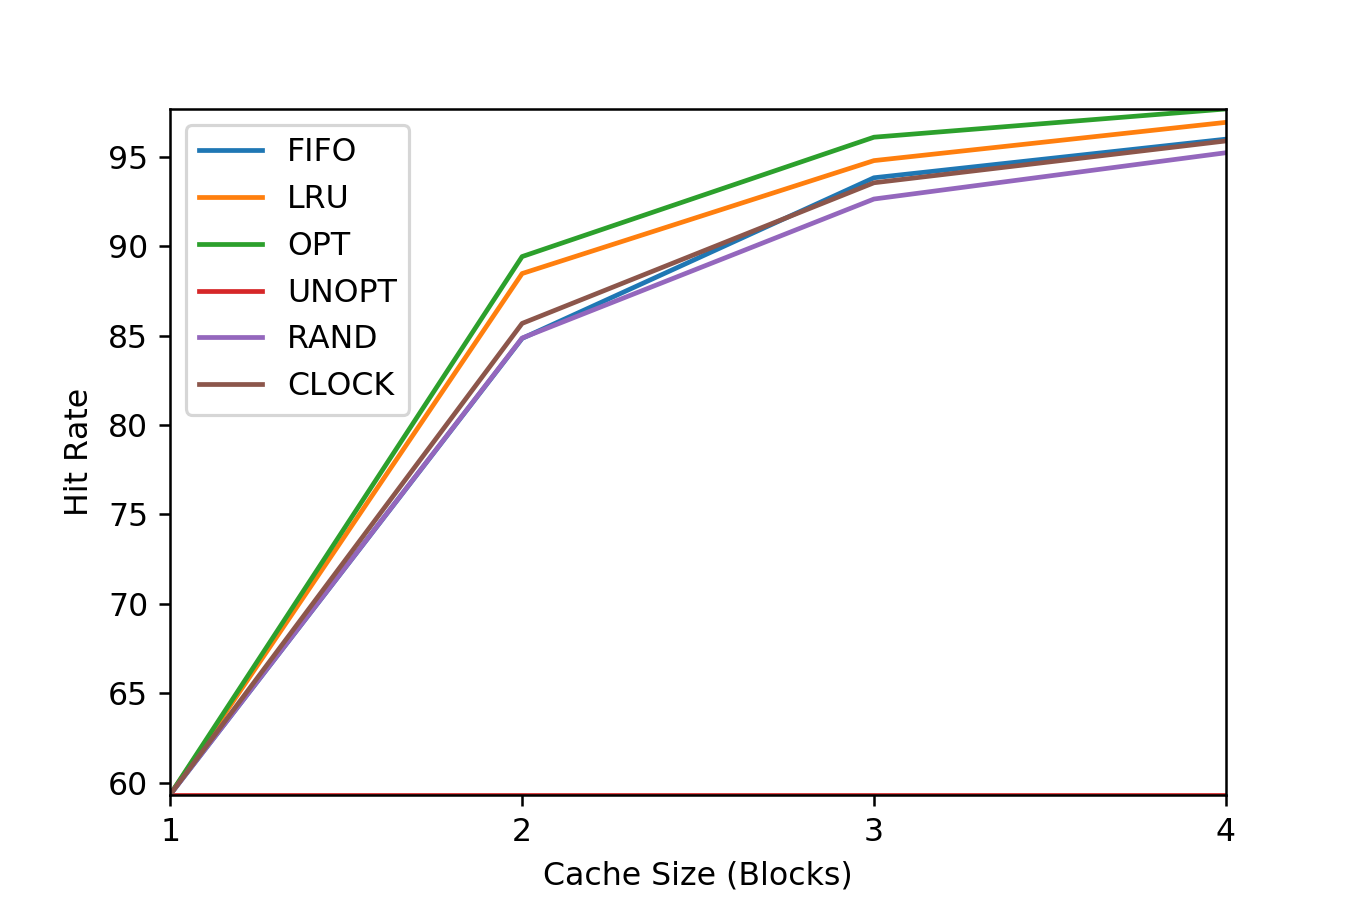 FIFO
LRU
OPT
UNOPT
RAND
CLOCK
95
90
85
80
75
70
65
60
Hit Rate
1 2 3 4
Cache Size (Blocks)